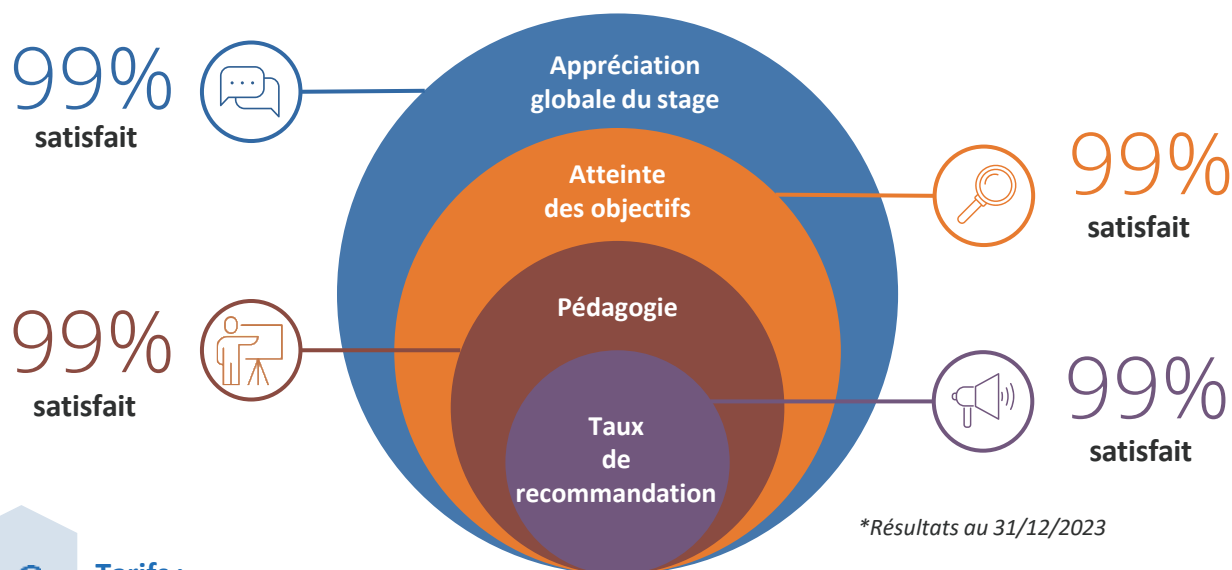 99%
satisfait
Appréciation
globale du stage
Atteinte
des objectifs
99%
satisfait
99%
satisfait
Pédagogie
Taux
de
recommandation
99%
satisfait
*Résultats au 31/12/2023
Tarifs :